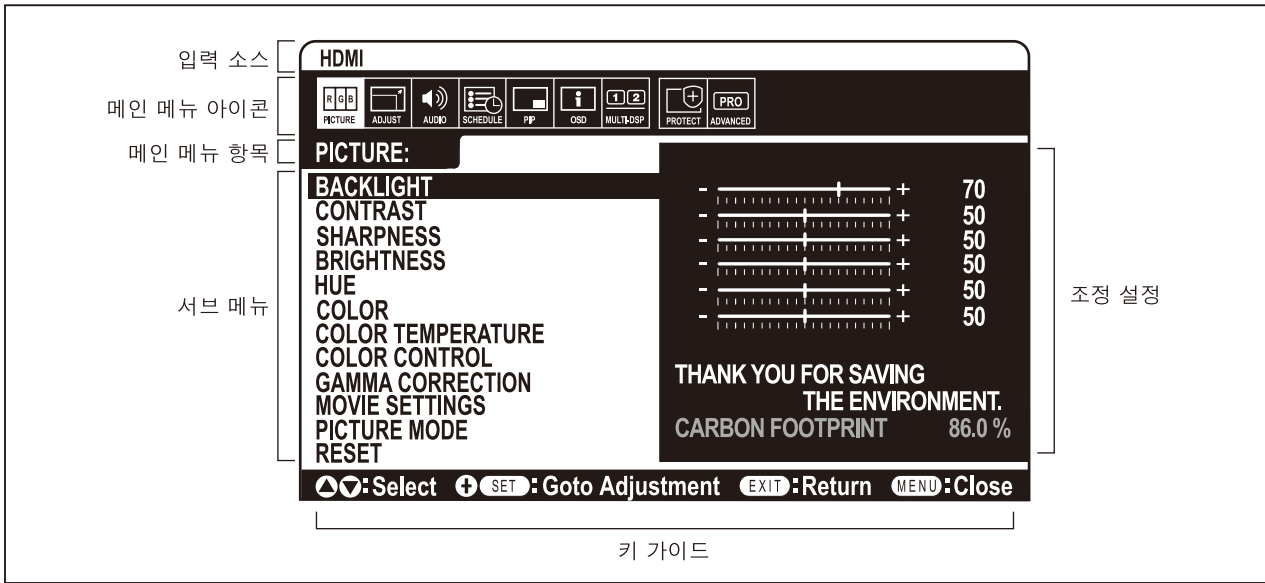 입력 소스
HDMI
메인 메뉴 아이콘
R G B
PICTURE
ADJUST
AUDIO
SCHEDULE
PIP
OSD
1 2
MULTI-DSP
PROTECT
PRO
ADVANCED
메인 메뉴 항목
PICTURE:
서브 메뉴
BACKLIGHT - + 70
CONTRAST - + 50
SHARPNESS - + 50
BRIGHTNESS - + 50
HUE - + 50
COLOR - + 50
COLOR TEMPERATURE
COLOR CONTROL
GAMMA CORRECTION
MOVIE SETTINGS
PICTURE MODE
RESET
THANK YOU FOR SAVING
THE ENVIRONMENT.
CARBON FOOTPRINT 86.0 %
조정 설정
: Select + SET : Goto Adjustment EXIT : Return MENU : Close
키 가이드